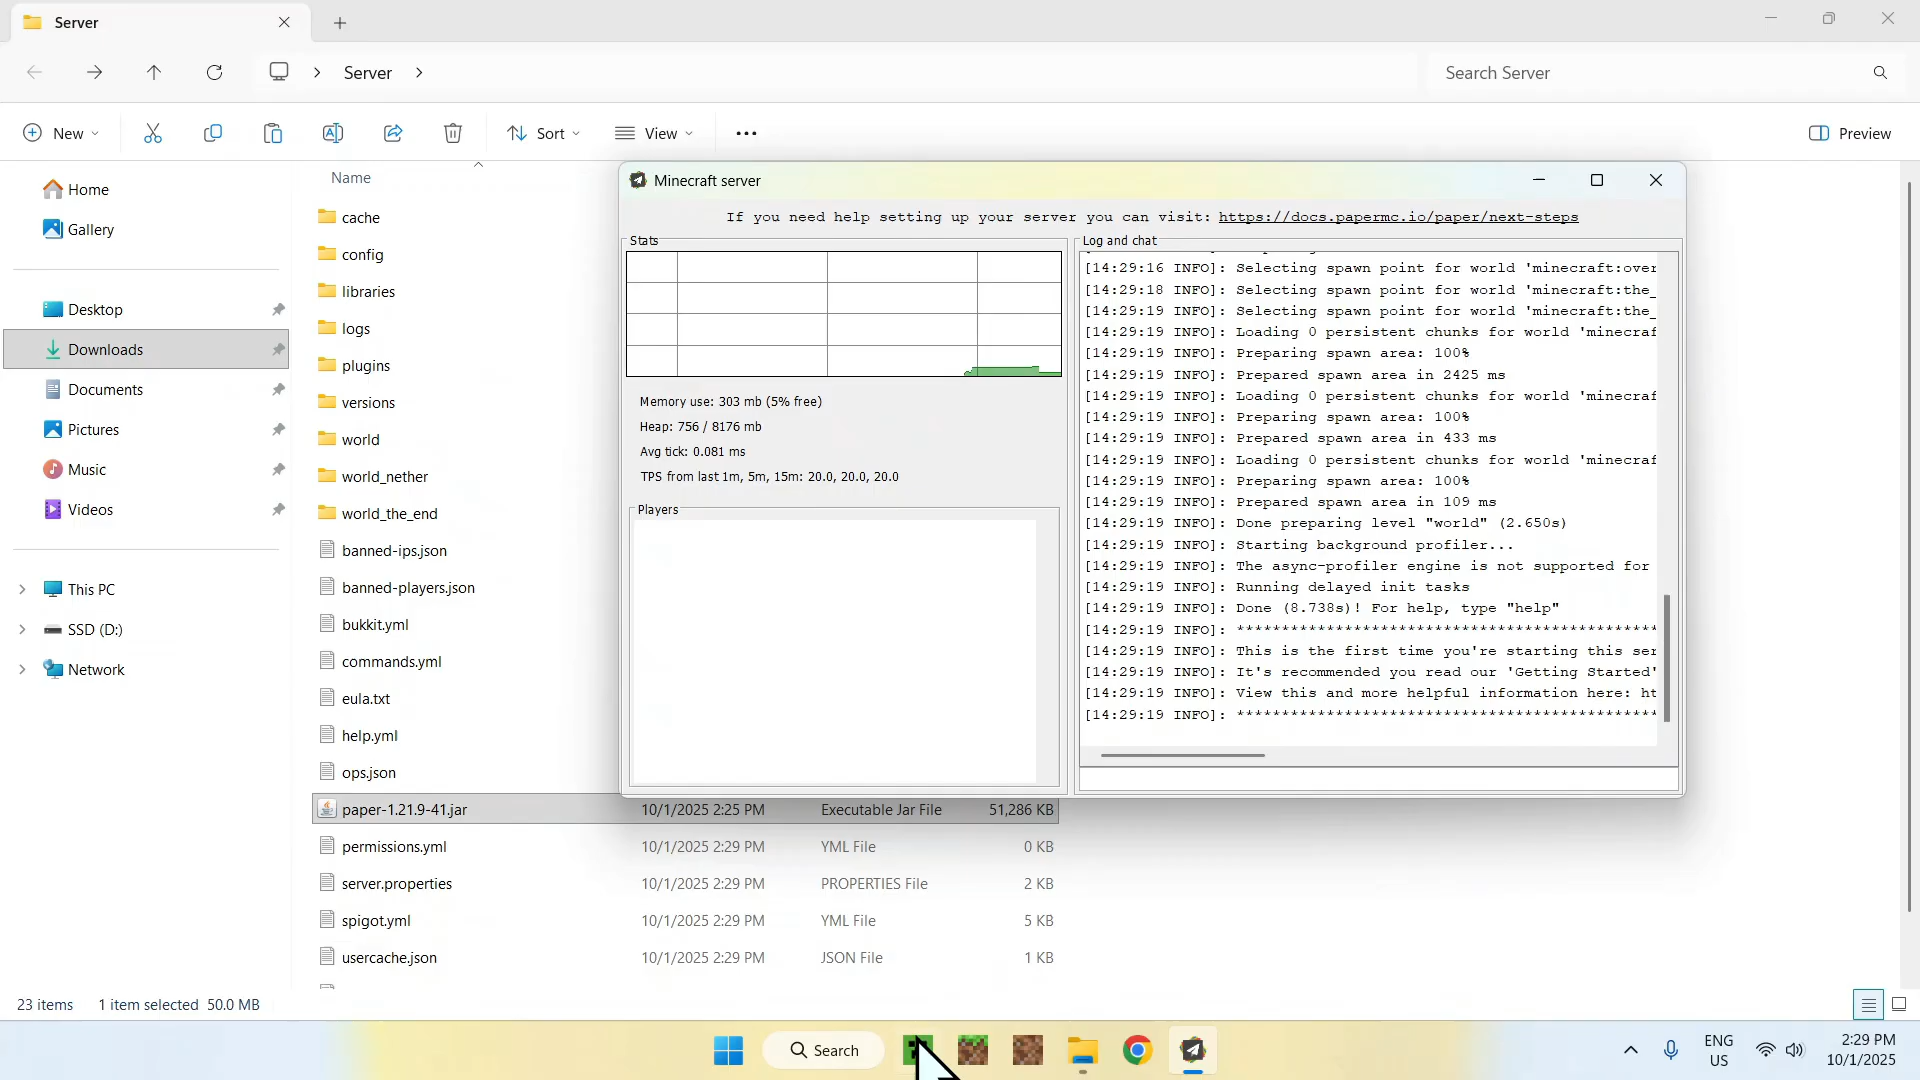 Server
Server
Search Server
New
Sort
View
Preview
Home
Gallery
Desktop
Downloads
Documents
Pictures
Music
Videos
This PC
SSD (D:)
Network
Name
cache
config
libraries
logs
plugins
versions
world
world_nether
world_the_end
banned-ips.json
banned-players.json
bukkit.yml
commands.yml
eula.txt
help.yml
ops.json
paper-1.21.9-41.jar 10/1/2025 2:25 PM Executable Jar File 51,286 KB
permissions.yml 10/1/2025 2:29 PM YML File 0 KB
server.properties 10/1/2025 2:29 PM PROPERTIES File 2 KB
spigot.yml 10/1/2025 2:29 PM YML File 5 KB
usercache.json 10/1/2025 2:29 PM JSON File 1 KB
Minecraft server
If you need help setting up your server you can visit: https://docs.papermc.io/paper/next-steps
Stats
Memory use: 303 mb (5% free)
Heap: 756 / 8176 mb
Avg tick: 0.081 ms
TPS from last 1m, 5m, 15m: 20.0, 20.0, 20.0
Players
Log and chat
[14:29:16 INFO]: Selecting spawn point for world 'minecraft:over
[14:29:18 INFO]: Selecting spawn point for world 'minecraft:the_
[14:29:19 INFO]: Selecting spawn point for world 'minecraft:the_
[14:29:19 INFO]: Loading 0 persistent chunks for world 'minecraf
[14:29:19 INFO]: Preparing spawn area: 100%
[14:29:19 INFO]: Prepared spawn area in 2425 ms
[14:29:19 INFO]: Loading 0 persistent chunks for world 'minecraf
[14:29:19 INFO]: Preparing spawn area: 100%
[14:29:19 INFO]: Prepared spawn area in 433 ms
[14:29:19 INFO]: Loading 0 persistent chunks for world 'minecraf
[14:29:19 INFO]: Preparing spawn area: 100%
[14:29:19 INFO]: Prepared spawn area in 109 ms
[14:29:19 INFO]: Done preparing level "world" (2.650s)
[14:29:19 INFO]: Starting background profiler...
[14:29:19 INFO]: The async-profiler engine is not supported for
[14:29:19 INFO]: Running delayed init tasks
[14:29:19 INFO]: Done (8.738s)! For help, type "help"
[14:29:19 INFO]: ***********************************************
[14:29:19 INFO]: This is the first time you're starting this ser
[14:29:19 INFO]: It's recommended you read our 'Getting Started'
[14:29:19 INFO]: View this and more helpful information here: ht
[14:29:19 INFO]: ***********************************************
23 items 1 item selected 50.0 MB
Search
ENG
US
2:29 PM
10/1/2025